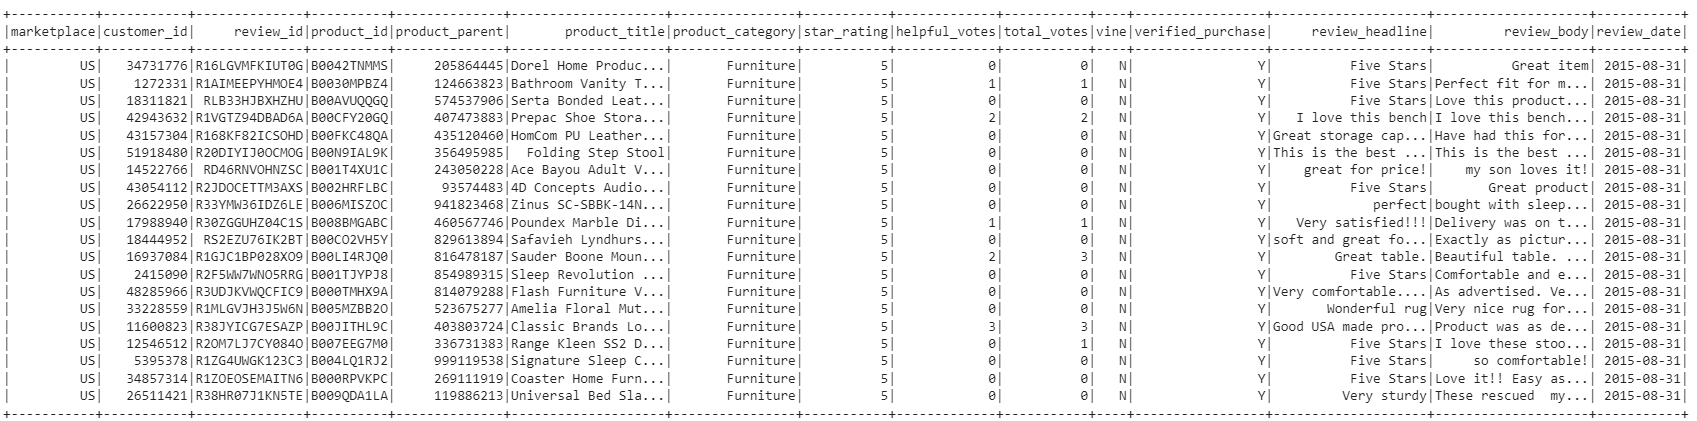 +-----------+-----------+--------------+----------+--------------+--------------------+----------------+-----------+-------------+-----------+----+-----------------+--------------------+--------------------+-----------+
|marketplace|customer_id|     review_id|product_id|product_parent|       product_title|product_category|star_rating|helpful_votes|total_votes|vine|verified_purchase|     review_headline|         review_body|review_date|
+-----------+-----------+--------------+----------+--------------+--------------------+----------------+-----------+-------------+-----------+----+-----------------+--------------------+--------------------+-----------+
|         US|   34731776|R16LGVMFKIUT0G|B0042TNMMS|     205864445|Dorel Home Produc...|       Furniture|          5|            0|          0|   N|                Y|          Five Stars|          Great item| 2015-08-31|
|         US|    1272331|R1AIMEEPYHMOE4|B0030MPBZ4|     124663823|Bathroom Vanity T...|       Furniture|          5|            1|          1|   N|                Y|          Five Stars|Perfect fit for m...| 2015-08-31|
|         US|   18311821| RLB33HJBXHZHU|B00AVUQQGQ|     574537906|Serta Bonded Leat...|       Furniture|          5|            0|          0|   N|                Y|          Five Stars|Love this product...| 2015-08-31|
|         US|   42943632|R1VGTZ94DBAD6A|B00CFY20GQ|     407473883|Prepac Shoe Stora...|       Furniture|          5|            2|          2|   N|                Y|   I love this bench|I love this bench...| 2015-08-31|
|         US|   43157304|R168KF82ICSOHD|B00FKC48QA|     435120460|HomCom PU Leather...|       Furniture|          5|            0|          0|   N|                Y|Great storage cap...|Have had this for...| 2015-08-31|
|         US|   51918480|R20DIYIJ0OCMOG|B00N9IAL9K|     356495985|  Folding Step Stool|       Furniture|          5|            0|          0|   N|                Y|This is the best ...|This is the best ...| 2015-08-31|
|         US|   14522766| RD46RNVOHNZSC|B001T4XU1C|     243050228|Ace Bayou Adult V...|       Furniture|          5|            0|          0|   N|                Y|    great for price!|    my son loves it!| 2015-08-31|
|         US|   43054112|R2JDOCETTM3AXS|B002HRFLBC|      93574483|4D Concepts Audio...|       Furniture|          5|            0|          0|   N|                Y|          Five Stars|       Great product| 2015-08-31|
|         US|   26622950|R33YMW36IDZ6LE|B006MISZOC|     941823468|Zinus SC-SBBK-14N...|       Furniture|          5|            0|          0|   N|                Y|             perfect|bought with sleep...| 2015-08-31|
|         US|   17988940|R30ZGGUHZ04C1S|B008BMGABC|     460567746|Poundex Marble Di...|       Furniture|          5|            1|          1|   N|                Y|   Very satisfied!!!|Delivery was on t...| 2015-08-31|
|         US|   18444952| RS2EZU76IK2BT|B00CO2VH5Y|     829613894|Safavieh Lyndhurs...|       Furniture|          5|            0|          0|   N|                Y|soft and great fo...|Exactly as pictur...| 2015-08-31|
|         US|   16937084|R1GJC1BP028XO9|B00LI4RJQ0|     816478187|Sauder Boone Moun...|       Furniture|          5|            2|          3|   N|                Y|        Great table.|Beautiful table. ...| 2015-08-31|
|         US|    2415090|R2F5WW7WNO5RRG|B001TJYPJ8|     854989315|Sleep Revolution ...|       Furniture|          5|            0|          0|   N|                Y|          Five Stars|Comfortable and e...| 2015-08-31|
|         US|   48285966|R3UDJKVWQCFIC9|B000TMHX9A|     814079288|Flash Furniture V...|       Furniture|          5|            0|          0|   N|                Y|Very comfortable....|As advertised. Ve...| 2015-08-31|
|         US|   33228559|R1MLGVJH3J5W6N|B005MZBB2O|     523675277|Amelia Floral Mut...|       Furniture|          5|            0|          0|   N|                Y|       Wonderful rug|Very nice rug for...| 2015-08-31|
|         US|   11600823|R38JYICG7ESAZP|B00JITHL9C|     403803724|Classic Brands Lo...|       Furniture|          5|            3|          3|   N|                Y|Good USA made pro...|Product was as de...| 2015-08-31|
|         US|   12546512|R2OM7LJ7CY084O|B007EEG7M0|     336731383|Range Kleen SS2 D...|       Furniture|          5|            0|          1|   N|                Y|          Five Stars|I love these stoo...| 2015-08-31|
|         US|    5395378|R1ZG4UWGK123C3|B004LQ1RJ2|     999119538|Signature Sleep C...|       Furniture|          5|            0|          0|   N|                Y|          Five Stars|     so comfortable!| 2015-08-31|
|         US|   34857314|R1ZOEOSEMAITN6|B000RPVKPC|     269111919|Coaster Home Furn...|       Furniture|          5|            0|          0|   N|                Y|          Five Stars|Love it!! Easy as...| 2015-08-31|
|         US|   26511421|R38HR07J1KN5TE|B009QDA1LA|     119886213|Universal Bed Sla...|       Furniture|          5|            0|          0|   N|                Y|         Very sturdy|These rescued  my...| 2015-08-31|
+-----------+-----------+--------------+----------+--------------+--------------------+----------------+-----------+-------------+-----------+----+-----------------+--------------------+--------------------+-----------+